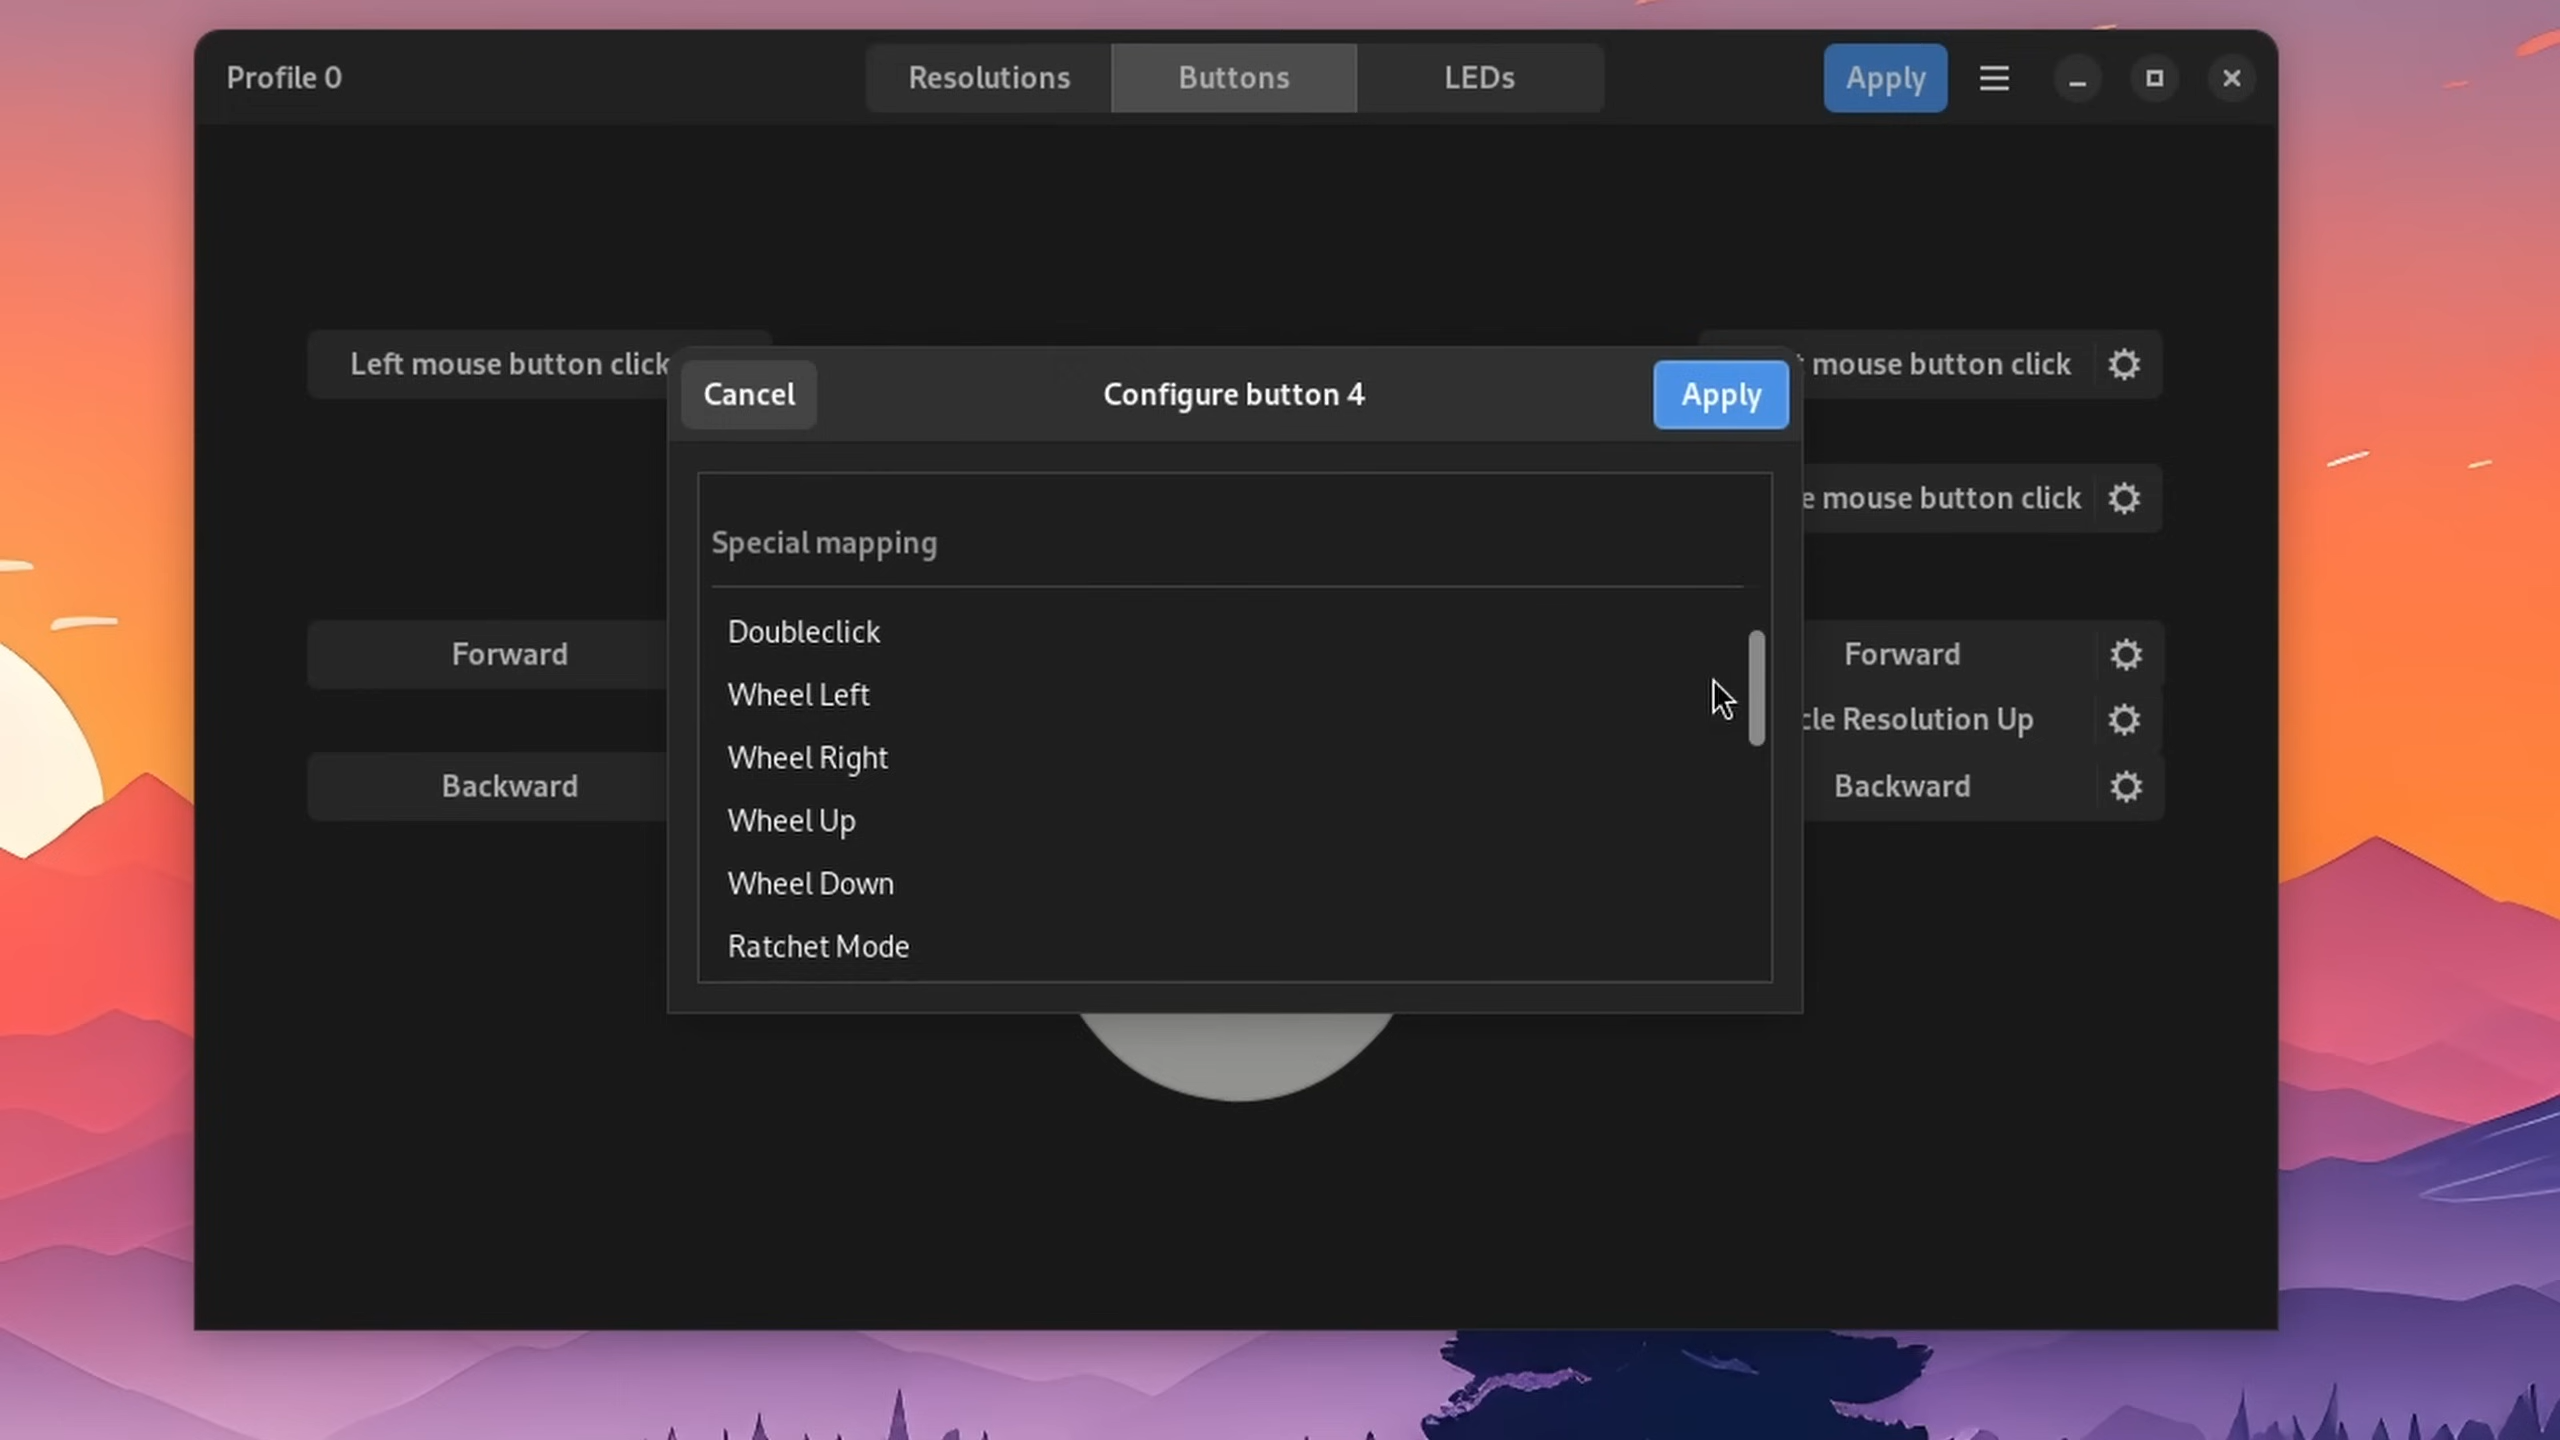 Profile 0
Resolutions
Buttons
LEDs
Apply
Left mouse button click
mouse button click
Cancel
Configure button 4
Apply
mouse button click
Special mapping
Doubleclick
Wheel Left
Wheel Right
Wheel Up
Wheel Down
Ratchet Mode
Forward
Forward
Resolution Up
Backward
Backward